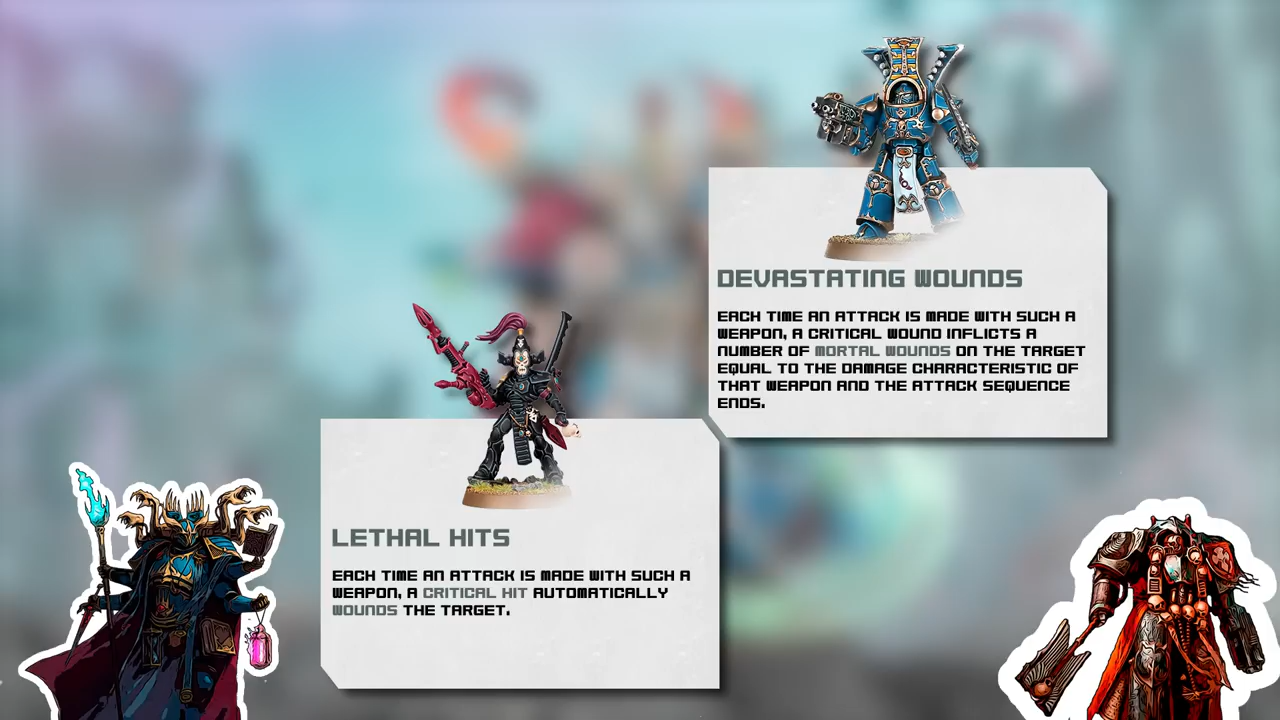 DEVASTATING WOUNDS
EACH TIME AN ATTACK IS MADE WITH SUCH A
WEAPON, A CRITICAL WOUND INFLICTS A
NUMBER OF MORTAL WOUNDS ON THE TARGET
EQUAL TO THE DAMAGE CHARACTERISTIC OF
THAT WEAPON AND THE ATTACK SEQUENCE
ENDS.
LETHAL HITS
EACH TIME AN ATTACK IS MADE WITH SUCH A
WEAPON, A CRITICAL HIT AUTOMATICALLY
WOUNDS THE TARGET.